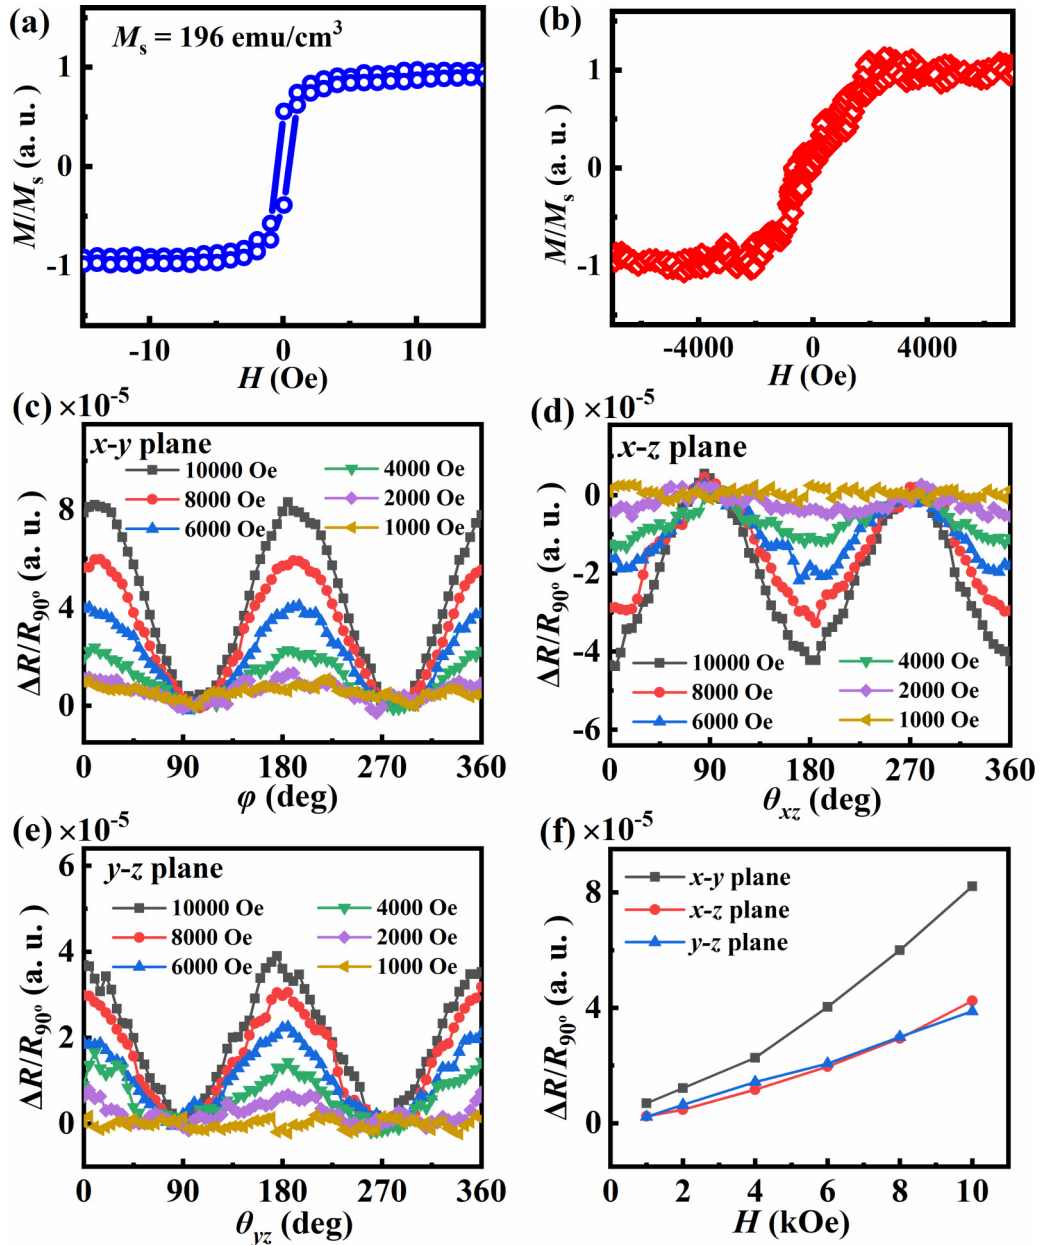 (a)
Mₛ = 196 emu/cm³
M/Mₛ (a. u.)
1
0
-1
-10 0 10
H (Oe)
(b)
M/Mₛ (a. u.)
1
0
-1
-4000 0 4000
H (Oe)
(c) ×10⁻⁵
x-y plane
10000 Oe
8000 Oe
6000 Oe
4000 Oe
2000 Oe
1000 Oe
ΔR/R90° (a. u.)
8
4
0
0 90 180 270 360
φ (deg)
(d) ×10⁻⁵
x-z plane
ΔR/R90° (a. u.)
0
−2
−4
−6
10000 Oe
8000 Oe
6000 Oe
4000 Oe
2000 Oe
1000 Oe
0 90 180 270 360
θxz (deg)
(e) ×10⁻⁵
y-z plane
10000 Oe
8000 Oe
6000 Oe
4000 Oe
2000 Oe
1000 Oe
ΔR/R90° (a. u.)
6
4
2
0
0 90 180 270 360
θyz (deg)
(f) ×10⁻⁵
x-y plane
x-z plane
y-z plane
ΔR/R90° (a. u.)
8
4
0
0 2 4 6 8 10
H (kOe)